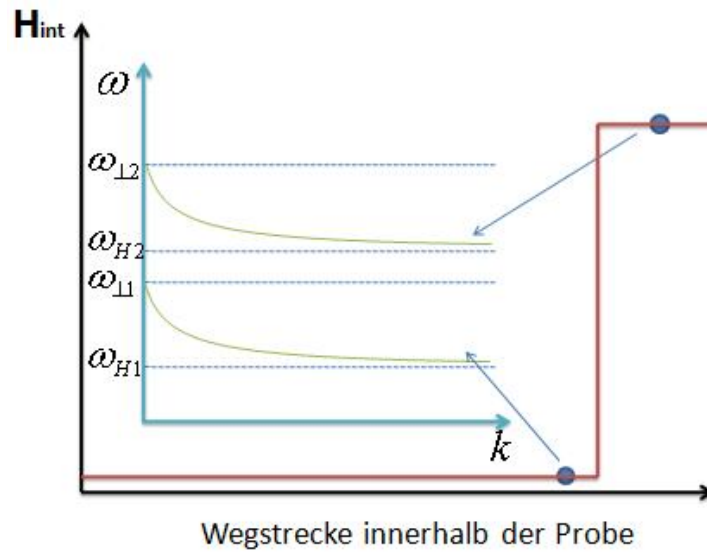 Hint
ω
ω⊥2
ωH2
ω⊥1
ωH1
k
Wegstrecke innerhalb der Probe